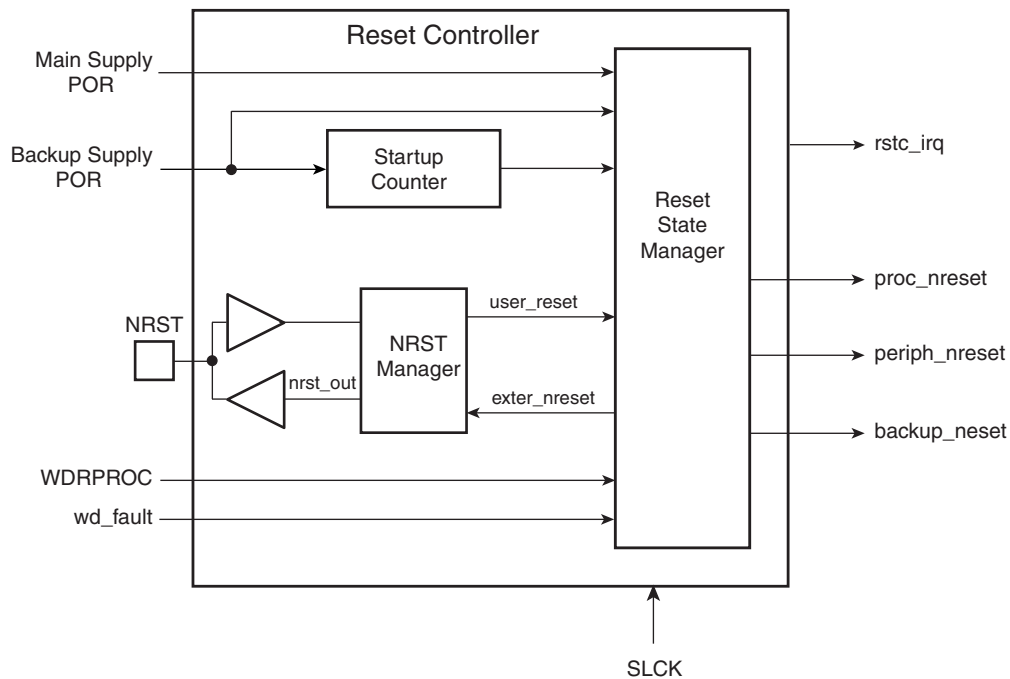 Reset Controller
Main Supply
POR
Backup Supply
POR
Startup
Counter
Reset
State
Manager
rstc_irq
proc_nreset
periph_nreset
backup_neset
NRST
NRST
Manager
user_reset
nrst_out
exter_nreset
WDRPROC
wd_fault
SLCK